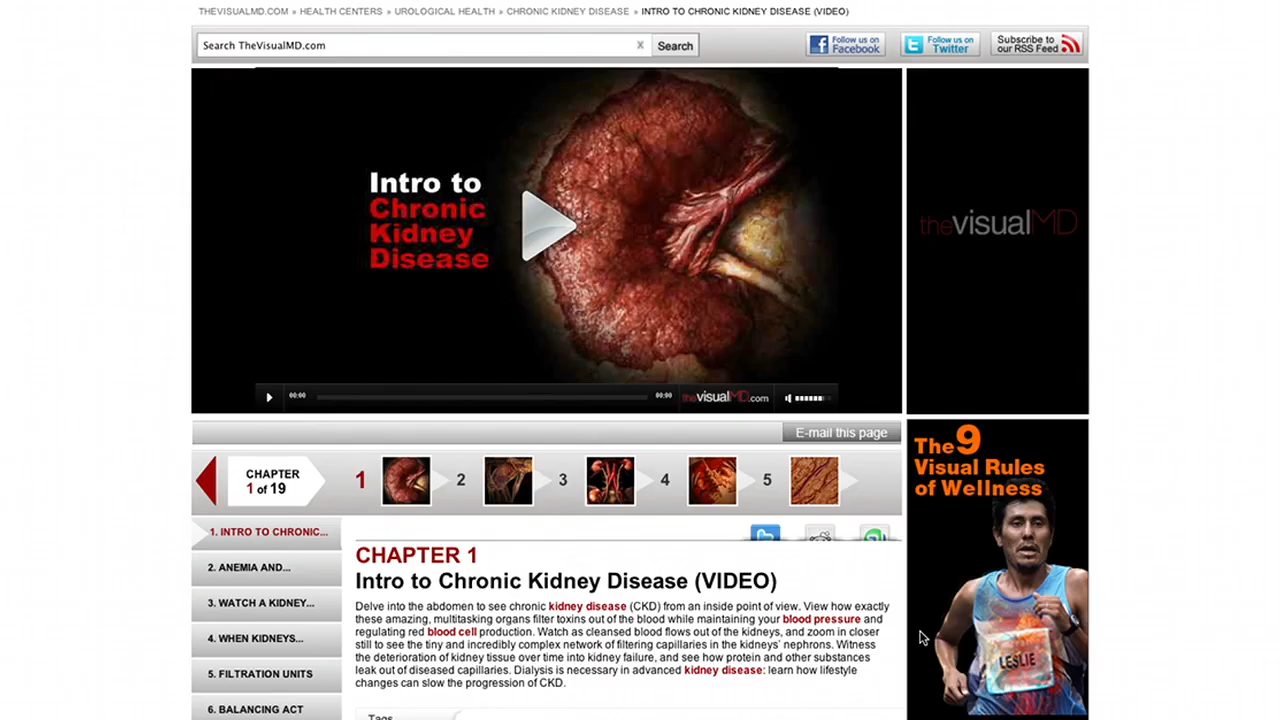 THEVISUALMD.COM » HEALTH CENTERS » UROLOGICAL HEALTH » CHRONIC KIDNEY DISEASE » INTRO TO CHRONIC KIDNEY DISEASE (VIDEO)
Search TheVisualMD.com
X
Search
Follow us on
Facebook
Follow us on
Twitter
Subscribe to
our RSS Feed
Intro to
Chronic
Kidney
Disease
theVISUALMD
00:00
00:00
theVISUALMD.com
E-mail this page
The 9
Visual Rules
of Wellness
LESLIE
CHAPTER
1 of 19
1
2
3
4
5
1. INTRO TO CHRONIC...
2. ANEMIA AND...
3. WATCH A KIDNEY...
4. WHEN KIDNEYS...
5. FILTRATION UNITS
6. BALANCING ACT
CHAPTER 1
Intro to Chronic Kidney Disease (VIDEO)
Delve into the abdomen to see chronic kidney disease (CKD) from an inside point of view. View how exactly
these amazing, multitasking organs filter toxins out of the blood while maintaining your blood pressure and
regulating red blood cell production. Watch as cleansed blood flows out of the kidneys, and zoom in closer
still to see the tiny and incredibly complex network of filtering capillaries in the kidneys' nephrons. Witness
the deterioration of kidney tissue over time into kidney failure, and see how protein and other substances
leak out of diseased capillaries. Dialysis is necessary in advanced kidney disease: learn how lifestyle
changes can slow the progression of CKD.
Tags